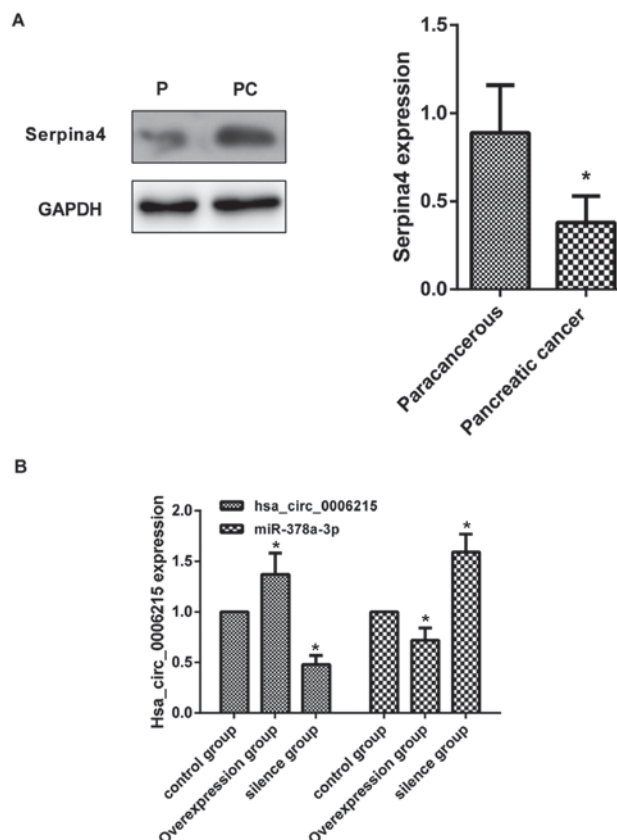 A
P PC
Serpina4
GAPDH
Serpina4 expression
1.5
1.0
0.5
0.0
*
Paracancerous
Pancreatic cancer
B
Hsa_circ_0006215 expression
2.0
1.5
1.0
0.5
0.0
hsa_circ_0006215
miR-378a-3p
*
*
*
*
control group
Overexpression group
silence group
control group
Overexpression group
silence group